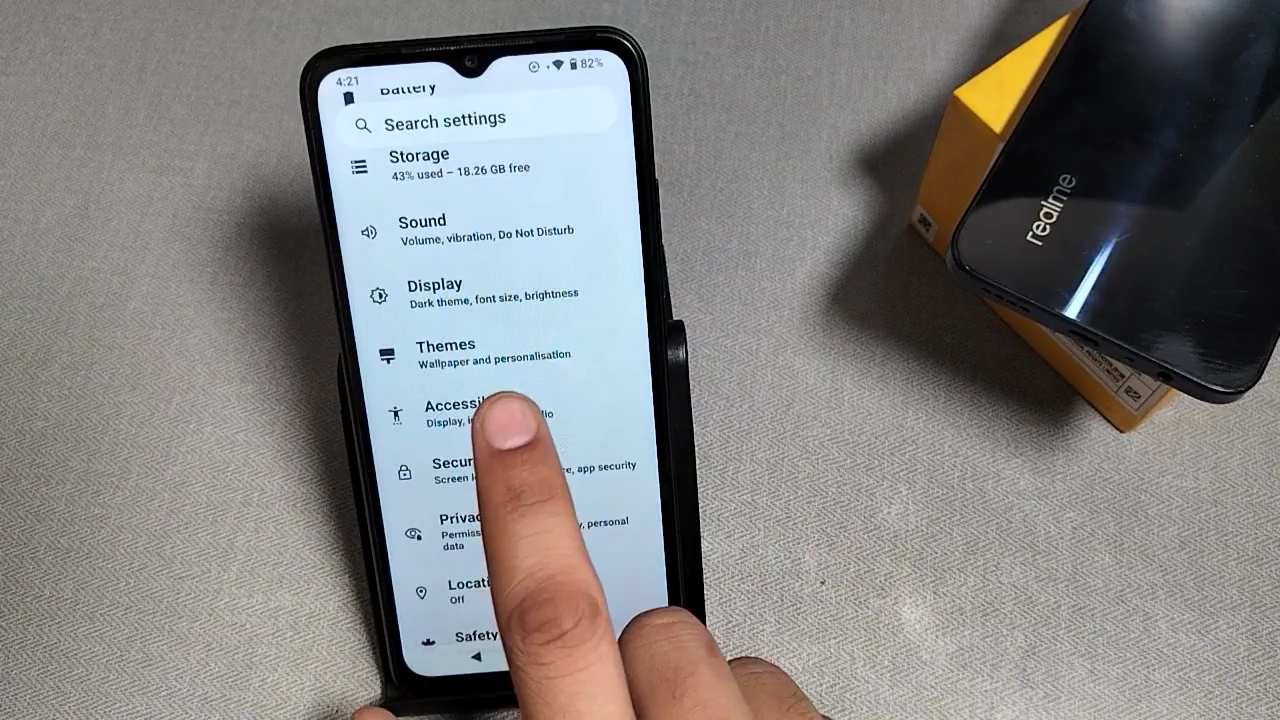 4:21
82%
Battery
Search settings
Storage
43% used – 18.26 GB free
Sound
Volume, vibration, Do Not Disturb
Display
Dark theme, font size, brightness
Themes
Wallpaper and personalisation
Accessi
Display, dio
Secur
Screen , app security
Priva
Permiss , personal
data
Locati
Off
Safety
realme